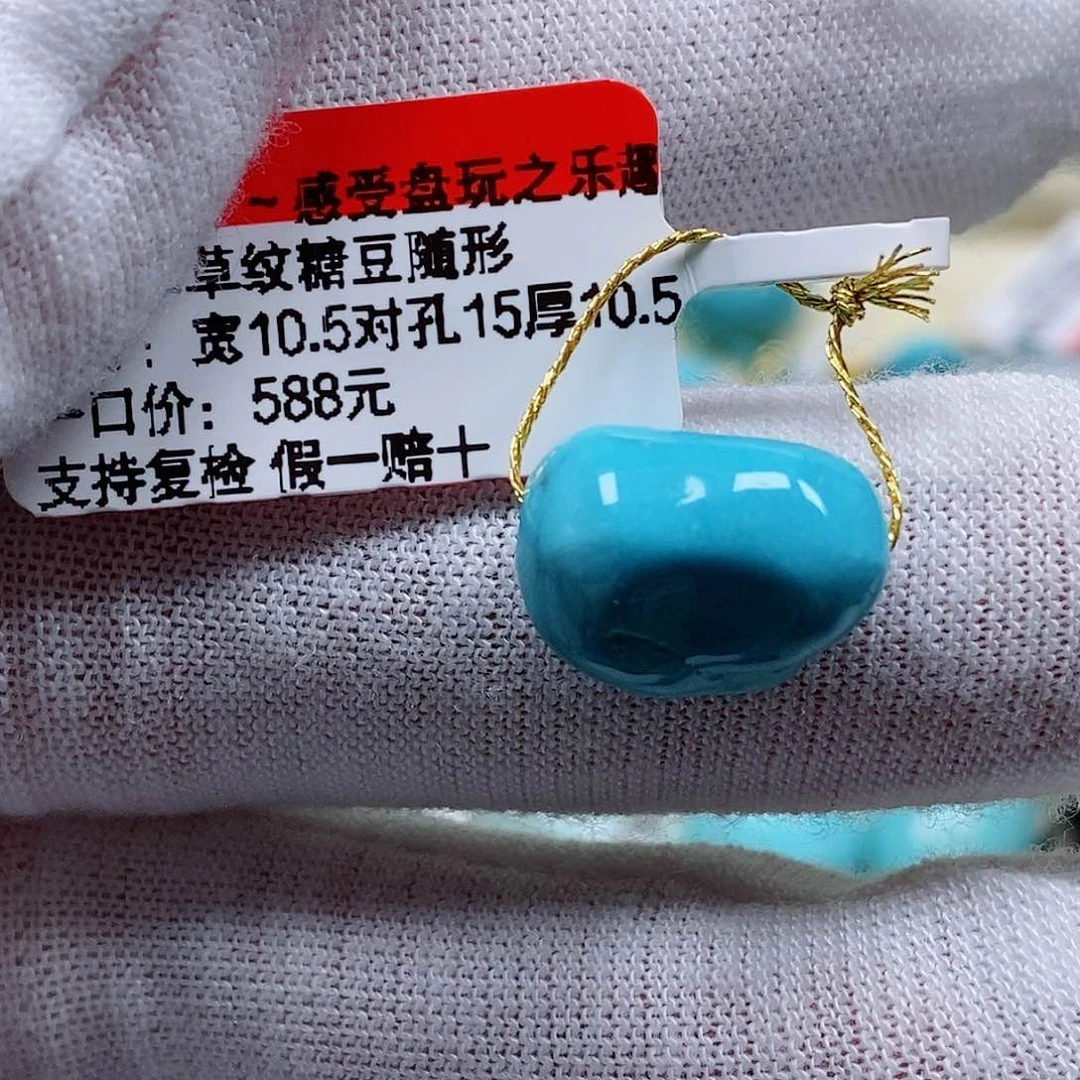 ~感受盘玩之乐趣
草纹糖豆随形
：宽10.5对孔15厚10.5
一口价：588元
支持复检 假一赔十